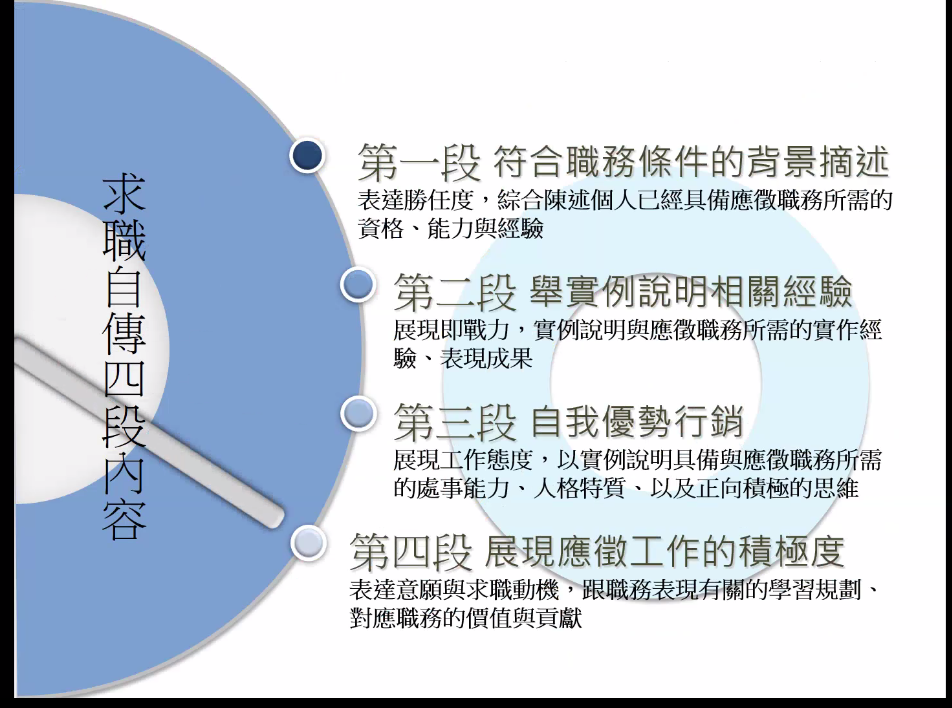 求職自傳四段內容
第一段 符合職務條件的背景摘述
表達勝任度，綜合陳述個人已經具備應徵職務所需的
資格、能力與經驗
第二段 舉實例說明相關經驗
展現即戰力，實例說明與應徵職務所需的實作經
驗、表現成果
第三段 自我優勢行銷
展現工作態度，以實例說明具備與應徵職務所需
的處事能力、人格特質、以及正向積極的思維
第四段 展現應徵工作的積極度
表達意願與求職動機，跟職務表現有關的學習規劃、
對應職務的價值與貢獻